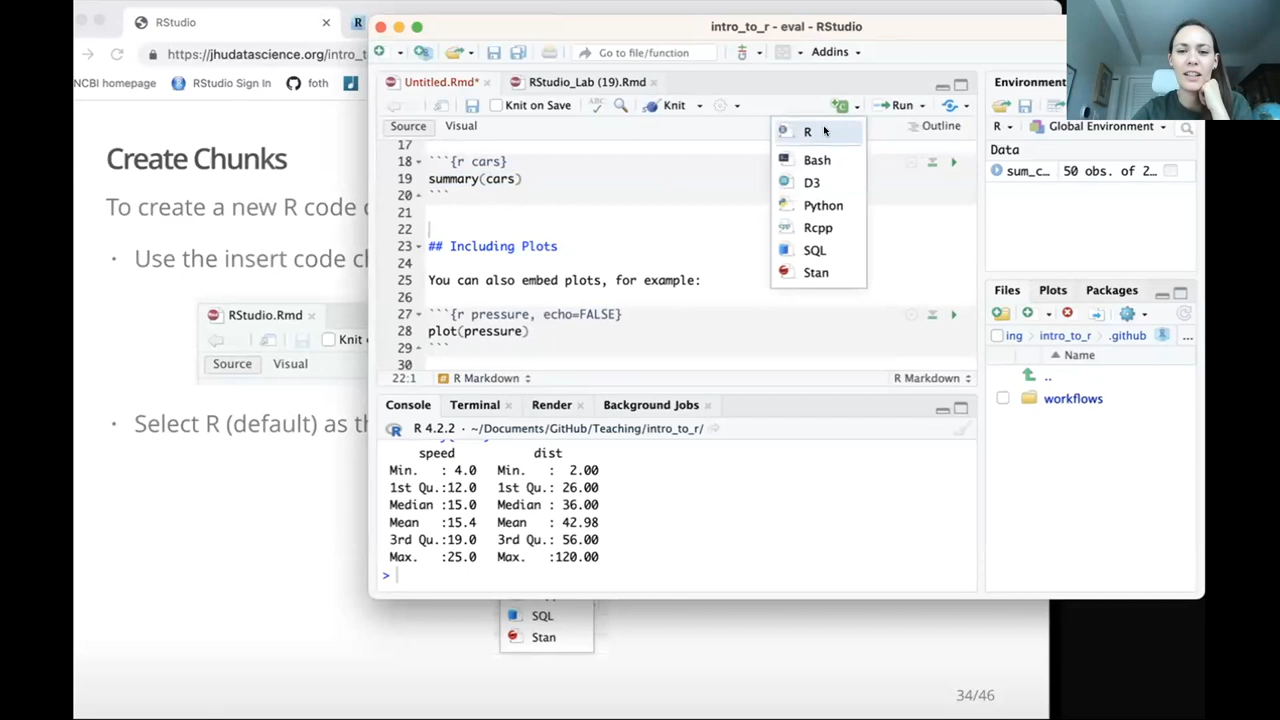 RStudio
https://jhudatascience.org/intro_t
NCBI homepage
RStudio Sign In
foth
Create Chunks
To create a new R code c
· Use the insert code ch
RStudio.Rmd
Knit
Source
Visual
· Select R (default) as th
SQL
Stan
34/46
intro_to_r - eval - RStudio
Go to file/function
Addins
Untitled.Rmd*
RStudio_Lab (19).Rmd
Knit on Save
ABC
Knit
Run
Source
Visual
Outline
17
18 ```{r cars}
19 summary(cars)
20 ```
21
22
23 ## Including Plots
24
25 You can also embed plots, for example:
26
27 ```{r pressure, echo=FALSE}
28 plot(pressure)
29 ```
30
22:1
R Markdown
R Markdown
R
Bash
D3
Python
Rcpp
SQL
Stan
Console
Terminal
Render
Background Jobs
R 4.2.2 · ~/Documents/GitHub/Teaching/intro_to_r/
speed dist
Min. : 4.0 Min. : 2.00
1st Qu.:12.0 1st Qu.: 26.00
Median :15.0 Median : 36.00
Mean :15.4 Mean : 42.98
3rd Qu.:19.0 3rd Qu.: 56.00
Max. :25.0 Max. :120.00
>
Environme
R
Global Environment
Data
sum_c… 50 obs. of 2…
Files
Plots
Packages
ing
intro_to_r
.github
...
Name
..
workflows